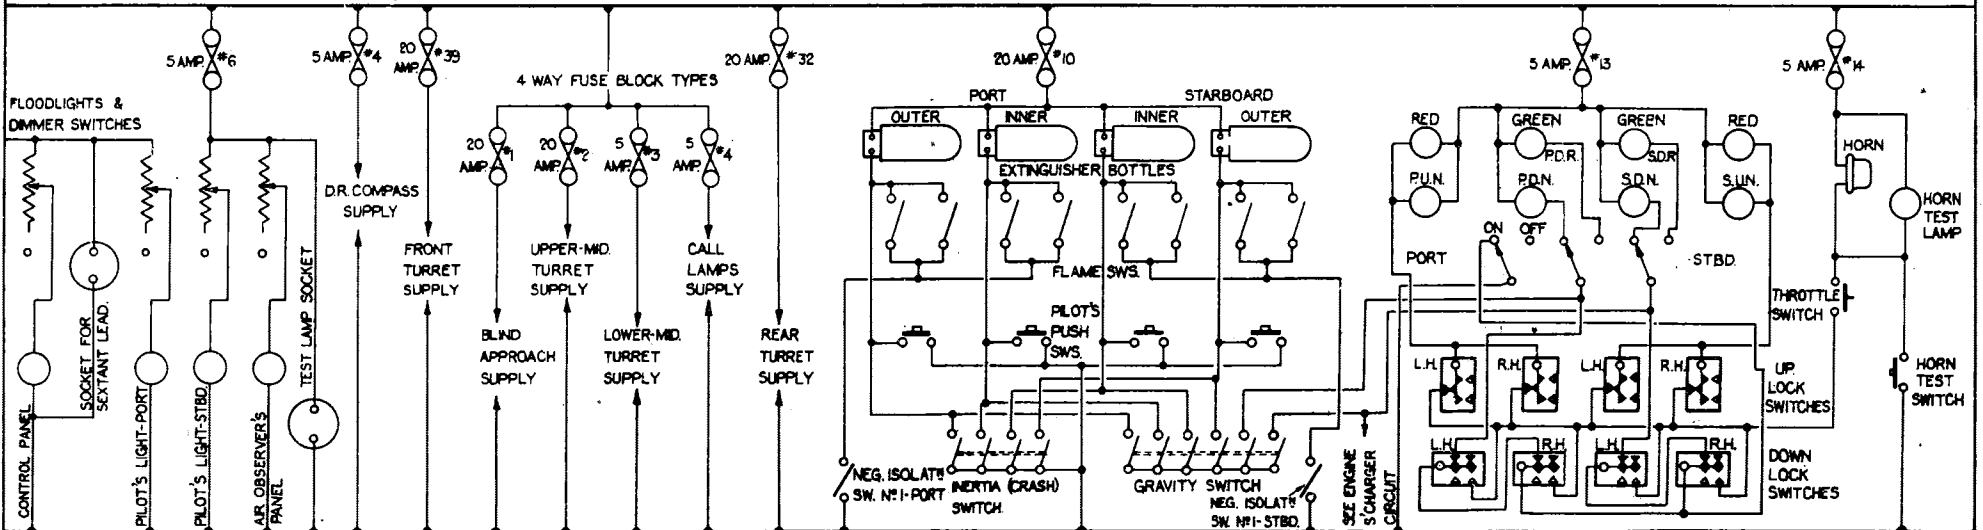 5 AMP. #6
5 AMP. #4
20 AMP. #39
4 WAY FUSE BLOCK TYPES
20 AMP. #1
20 AMP. #2
5 AMP. #3
5 AMP. #4
20 AMP. #32
20 AMP. #10
5 AMP. #13
5 AMP. #14
FLOODLIGHTS &
DIMMER SWITCHES
CONTROL PANEL
SOCKET FOR
SEXTANT LEAD.
PILOT'S LIGHT-PORT
PILOT'S LIGHT-STBD.
AIR OBSERVER'S
PANEL
TEST LAMP SOCKET
D.R. COMPASS
SUPPLY
FRONT
TURRET
SUPPLY
BLIND
APPROACH
SUPPLY
UPPER-MID.
TURRET
SUPPLY
LOWER-MID.
TURRET
SUPPLY
CALL
LAMPS
SUPPLY
REAR
TURRET
SUPPLY
PORT
STARBOARD
OUTER
INNER
INNER
OUTER
EXTINGUISHER BOTTLES
FLAME SWS.
PILOT'S
PUSH
SWS.
NEG. ISOLATN
SW. No 1-PORT
INERTIA (CRASH)
SWITCH.
GRAVITY SWITCH
NEG. ISOLATN
SW. No 1-STBD.
SEE ENGINE
S'CHARGER
CIRCUIT
RED
GREEN
GREEN
RED
P.D.R.
S.D.R.
P.U.N.
P.D.N.
S.D.N.
S.U.N.
ON
OFF
PORT
STBD.
HORN
HORN
TEST
LAMP
THROTTLE
SWITCH
HORN
TEST
SWITCH
L.H.
R.H.
L.H.
R.H.
UP
LOCK
SWITCHES
L.H.
R.H.
L.H.
R.H.
DOWN
LOCK
SWITCHES